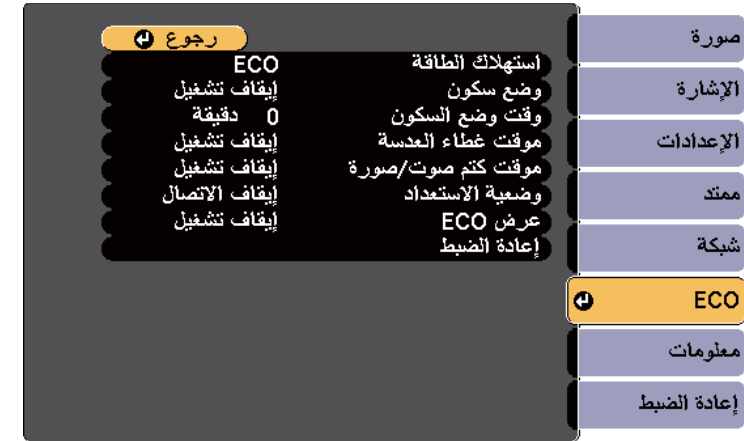 صورة
الإشارة
الإعدادات
ممتد
شبكة
ECO
معلومات
إعادة الضبط
رجوع
استهلاك الطاقة ECO
وضع سكون إيقاف تشغيل
وقت وضع السكون 0 دقيقة
موقت غطاء العدسة إيقاف تشغيل
موقت كتم صوت/صورة إيقاف تشغيل
وضعية الاستعداد إيقاف الاتصال
عرض ECO إيقاف تشغيل
إعادة الضبط